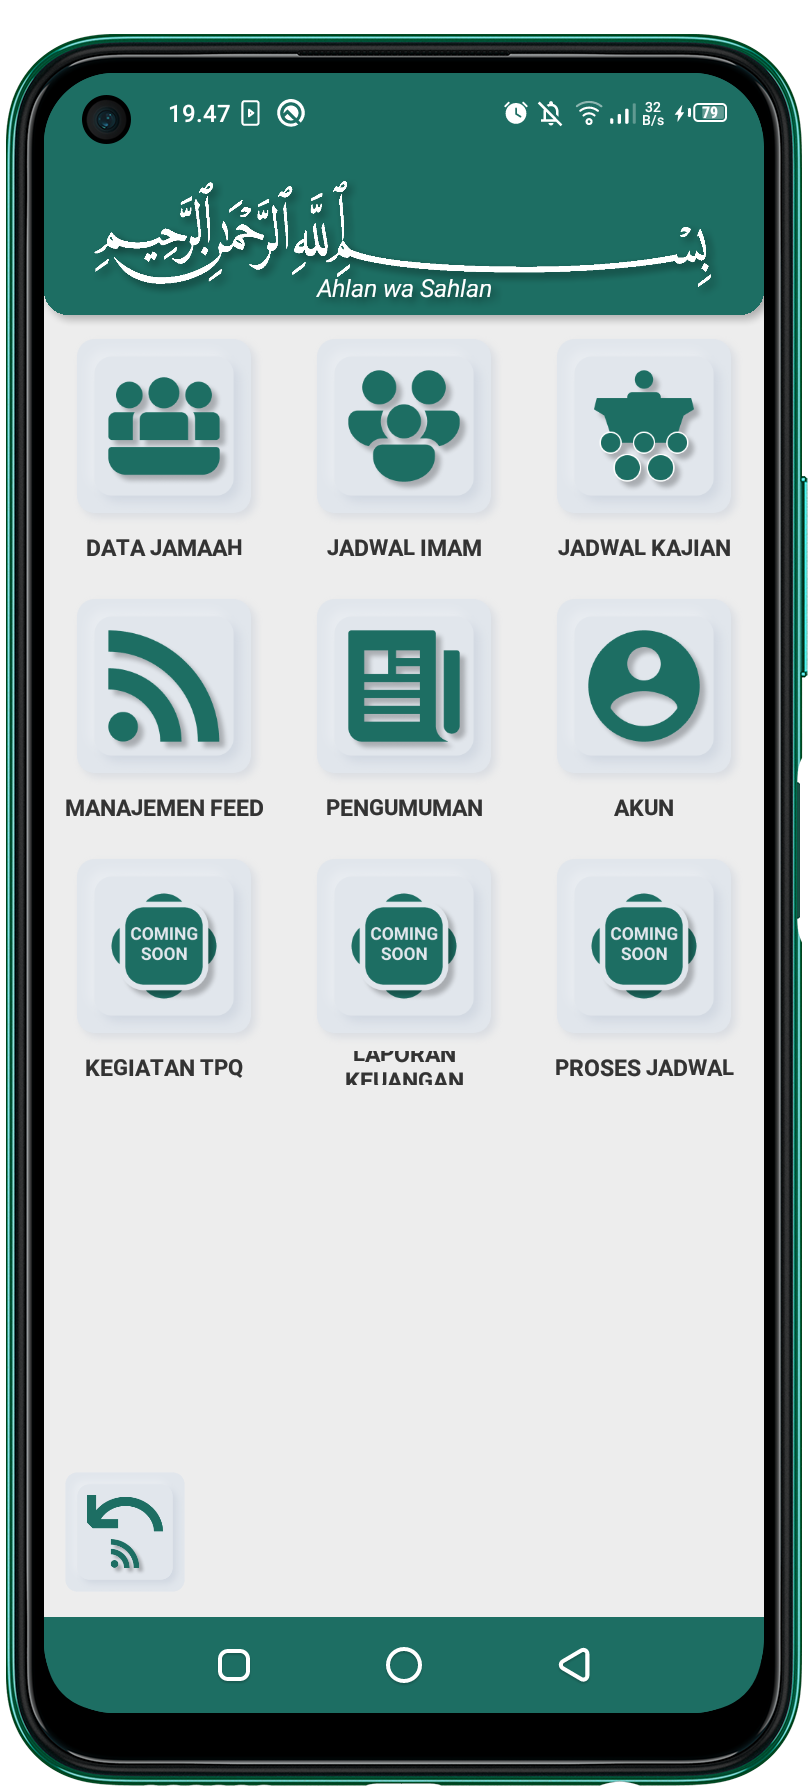 19.47
32
B/s
79
بِسْمِ ٱللَّهِ ٱلرَّحْمَٰنِ ٱلرَّحِيمِ
Ahlan wa Sahlan
DATA JAMAAH
JADWAL IMAM
JADWAL KAJIAN
MANAJEMEN FEED
PENGUMUMAN
AKUN
COMING
SOON
COMING
SOON
COMING
SOON
KEGIATAN TPQ
LAPORAN
KEUANGAN
PROSES JADWAL